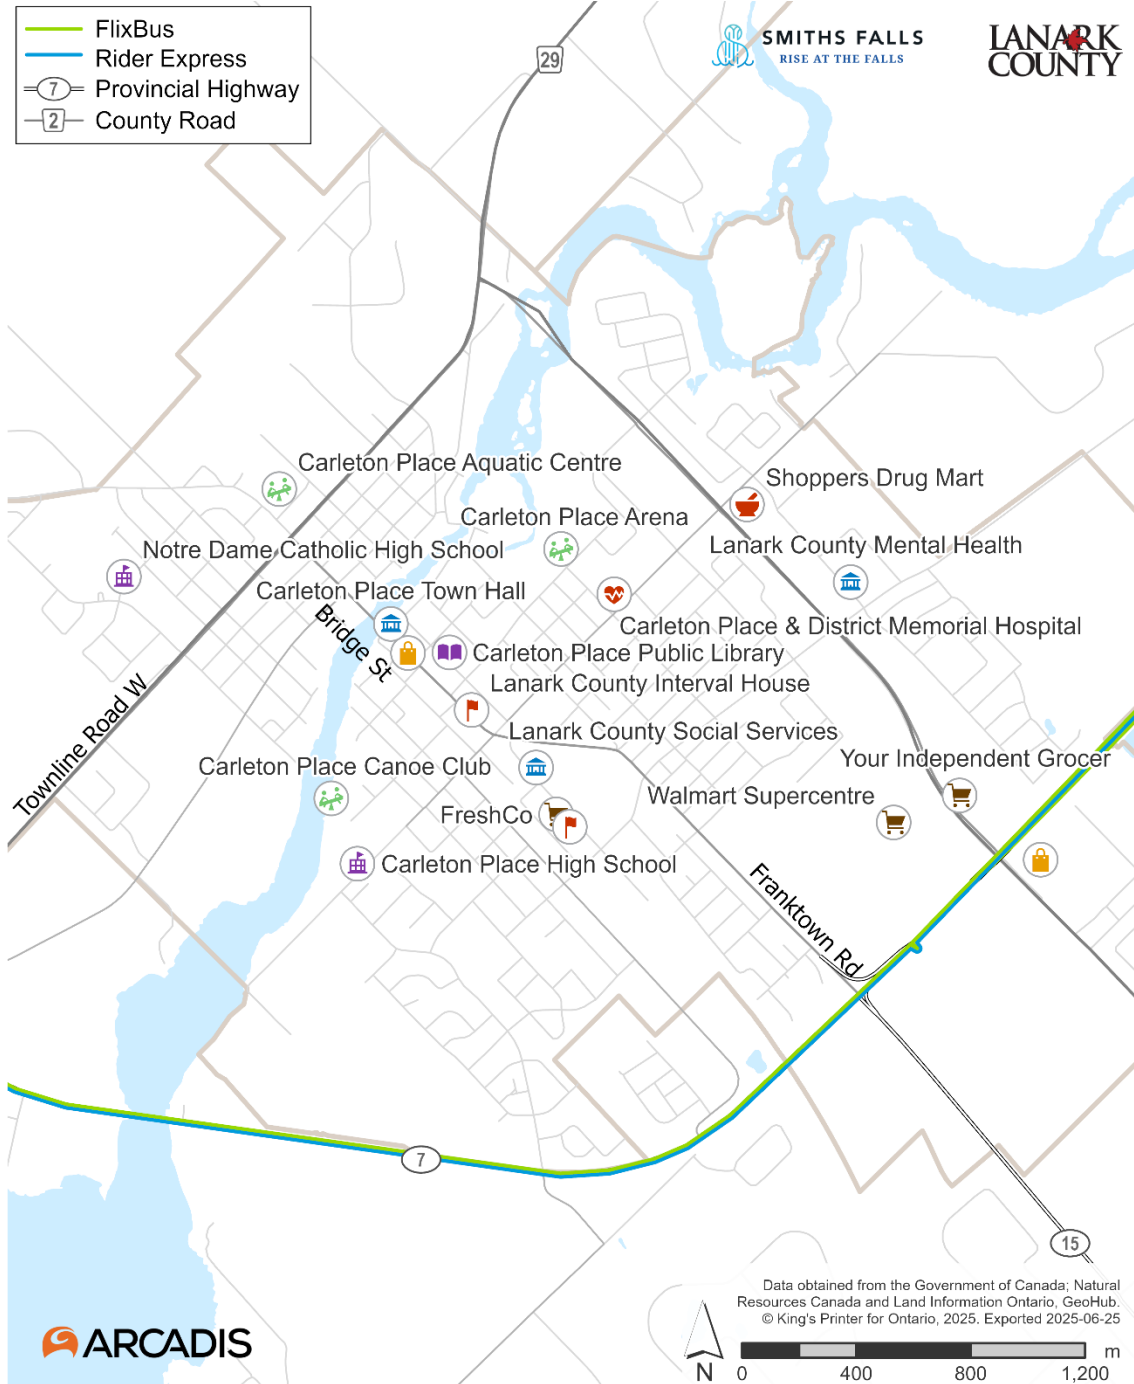 FlixBus
Rider Express
7 Provincial Highway
2 County Road
29
SMITHS FALLS
RISE AT THE FALLS
LANARK
COUNTY
Carleton Place Aquatic Centre
Shoppers Drug Mart
Carleton Place Arena
Lanark County Mental Health
Notre Dame Catholic High School
Carleton Place Town Hall
Carleton Place & District Memorial Hospital
Bridge St
Carleton Place Public Library
Lanark County Interval House
Townline Road W
Lanark County Social Services
Your Independent Grocer
Carleton Place Canoe Club
Walmart Supercentre
FreshCo
Carleton Place High School
Franktown Rd
7
15
Data obtained from the Government of Canada; Natural
Resources Canada and Land Information Ontario, GeoHub.
© King's Printer for Ontario, 2025. Exported 2025-06-25
ARCADIS
N
m
0 400 800 1,200